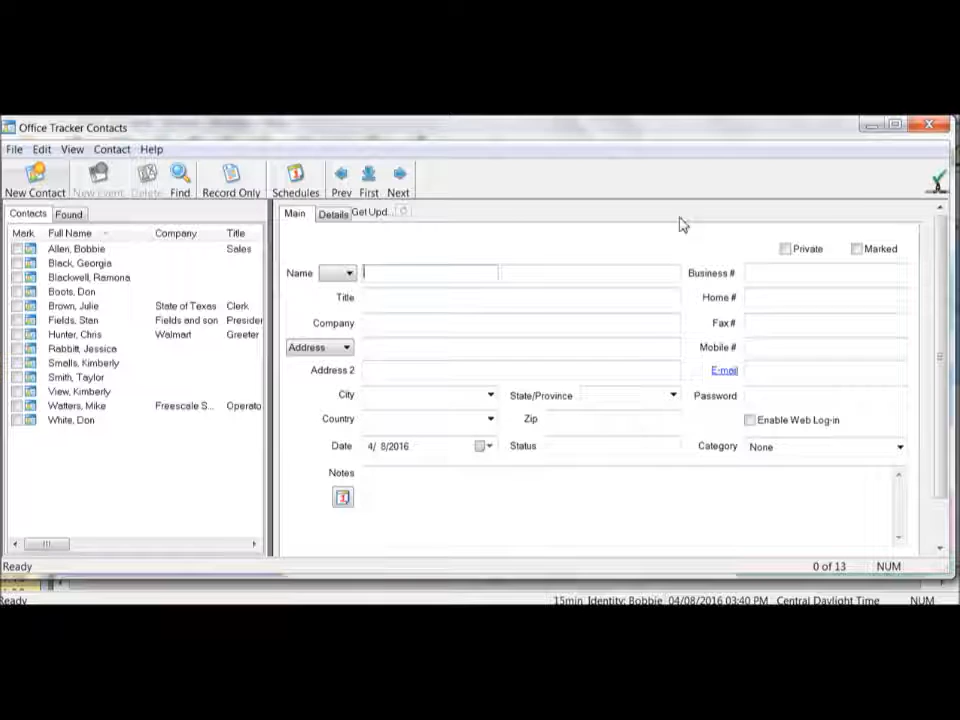 Office Tracker Contacts
File Edit View Contact Help
New Contact New Event Delete Find Record Only Schedules Prev First Next
Contacts Found
Mark Full Name Company Title
Allen, Bobbie Sales
Black, Georgia
Blackwell, Ramona
Boots, Don
Brown, Julie State of Texas Clerk
Fields, Stan Fields and son Presider
Hunter, Chris Walmart Greeter
Rabbitt, Jessica
Smalls, Kimberly
Smith, Taylor
View, Kimberly
Watters, Mike Freescale S... Operato
White, Don
Main Details Get Upd...
Private Marked
Name Business #
Title Home #
Company Fax #
Address Mobile #
Address 2 E-mail
City State/Province Password
Country Zip Enable Web Log-in
Date 4/ 8/2016 Status Category None
Notes
Ready 0 of 13 NUM
Ready 15min Identity: Bobbie 04/08/2016 03:40 PM Central Daylight Time NUM